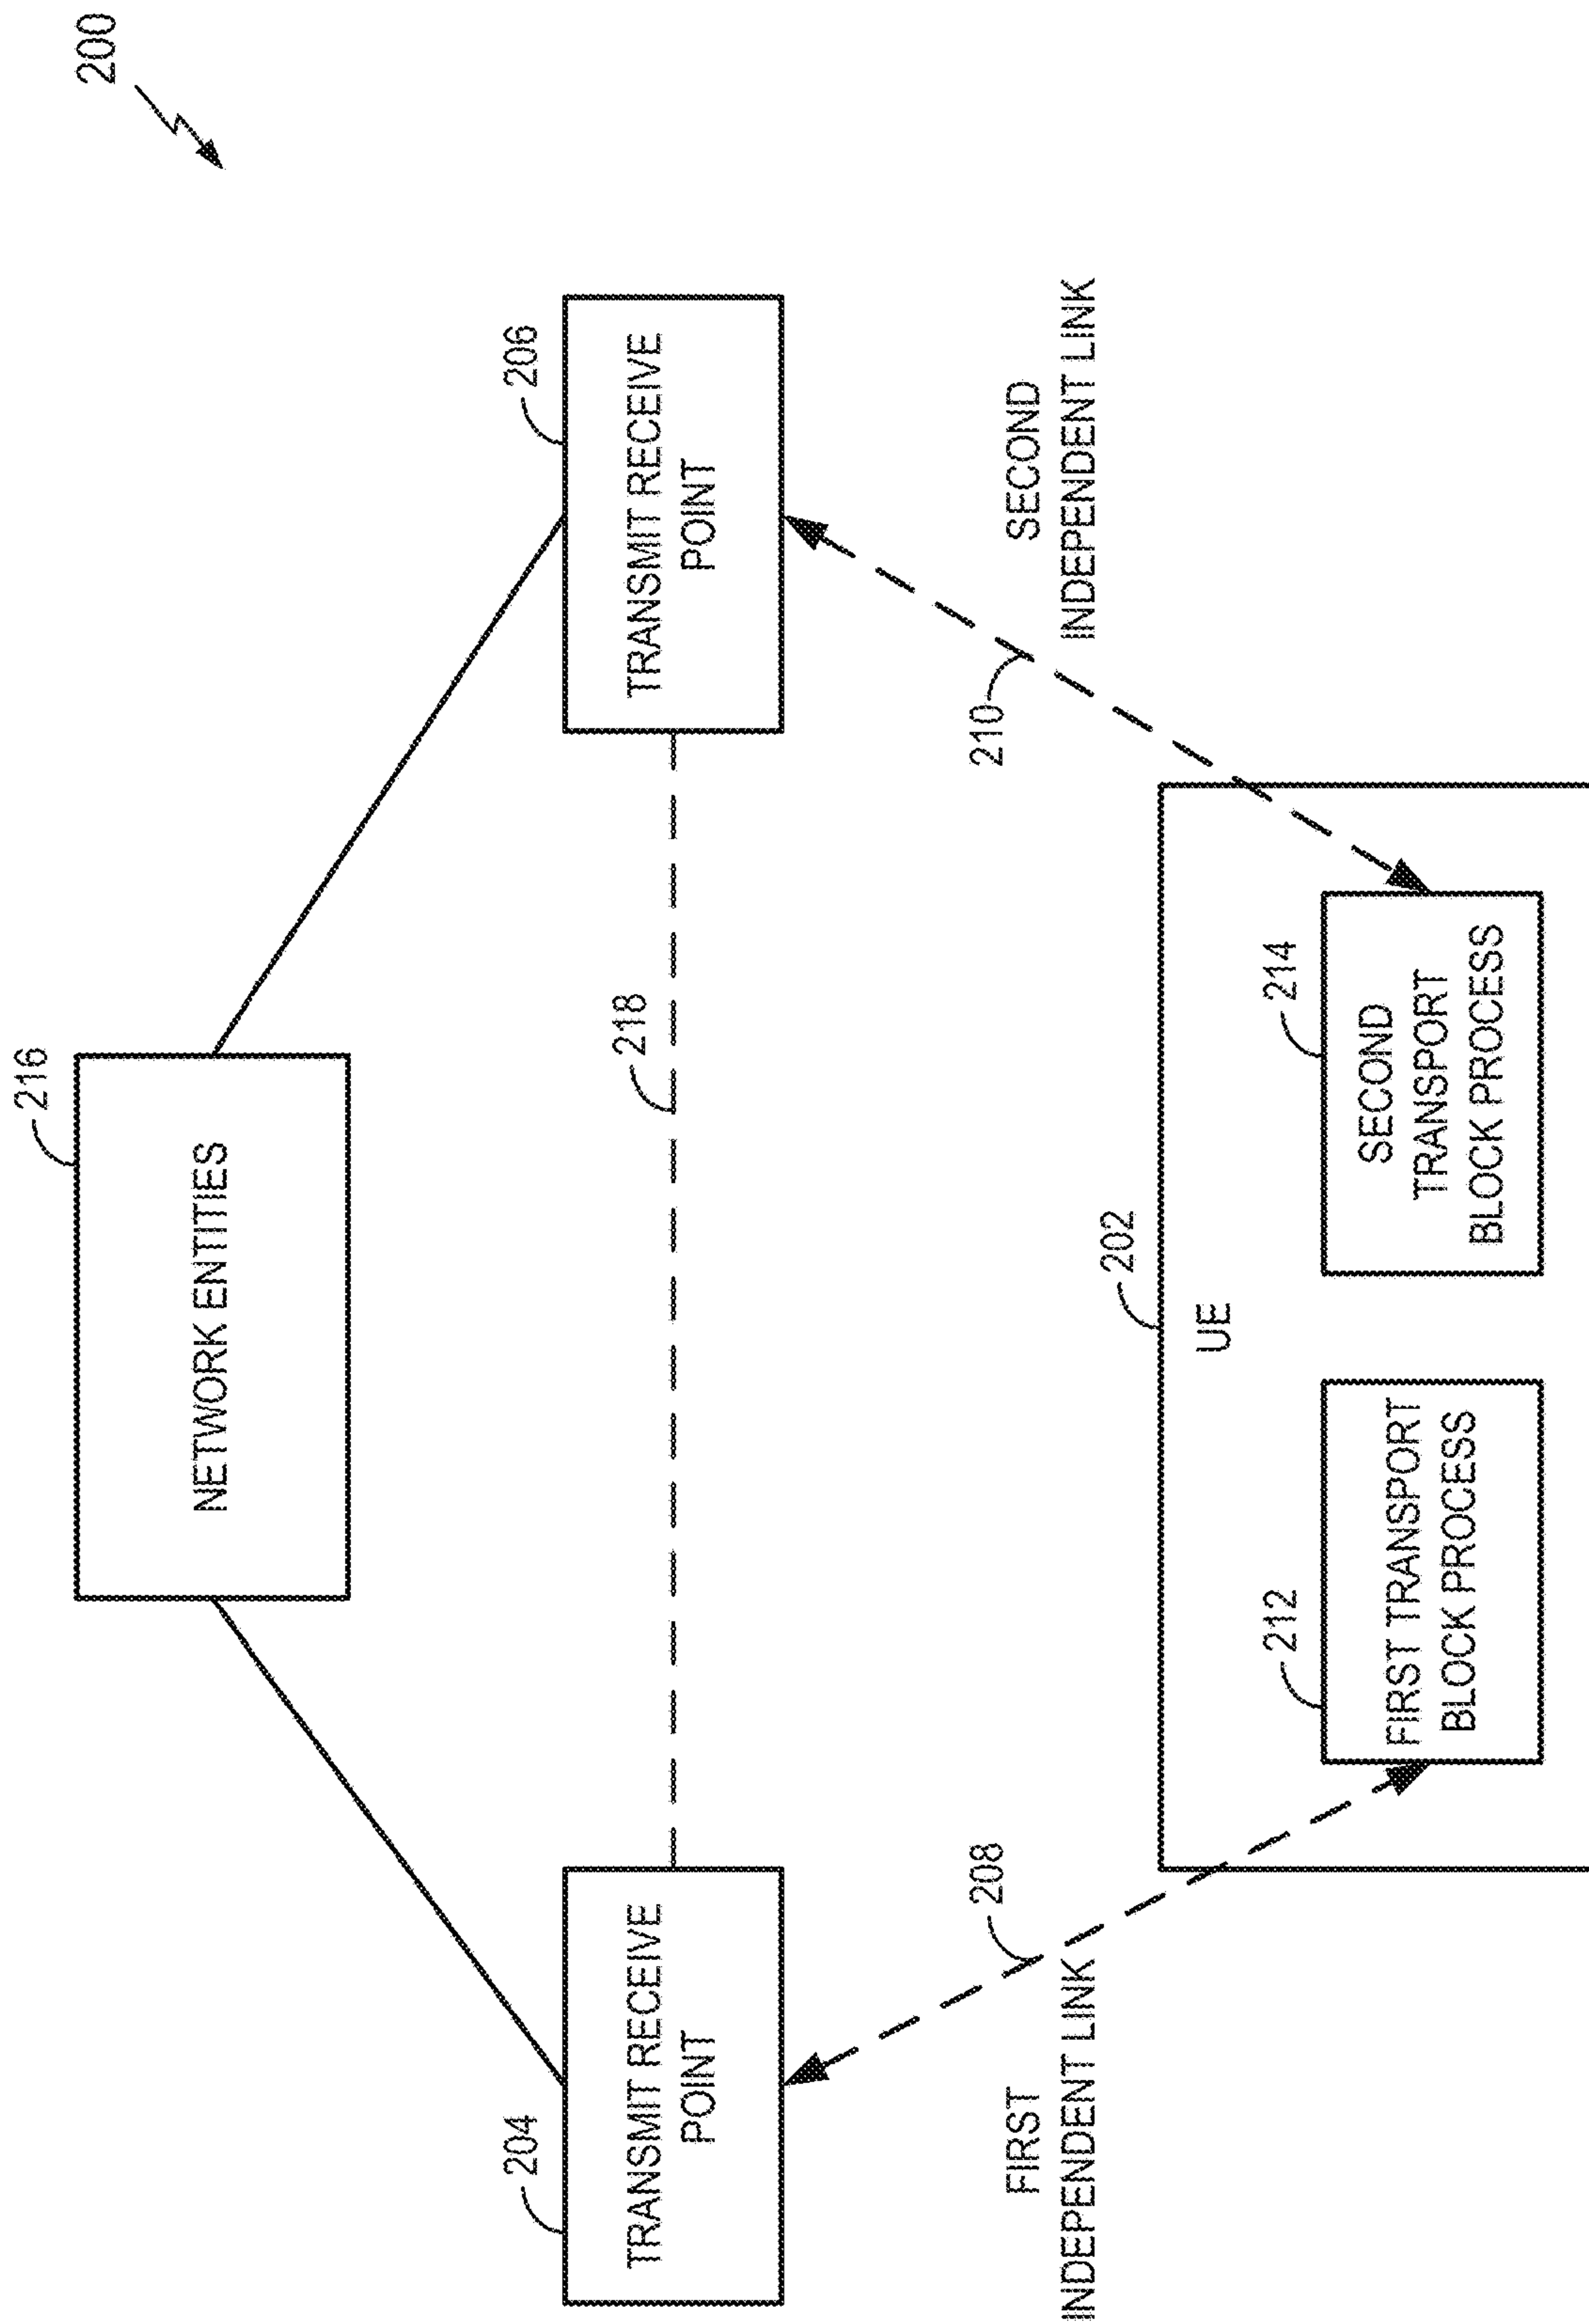 200
216
NETWORK ENTITIES
204
TRANSMIT RECEIVE
POINT
206
TRANSMIT RECEIVE
POINT
218
208
FIRST
INDEPENDENT LINK
210
SECOND
INDEPENDENT LINK
202
UE
212
FIRST TRANSPORT
BLOCK PROCESS
214
SECOND
TRANSPORT
BLOCK PROCESS